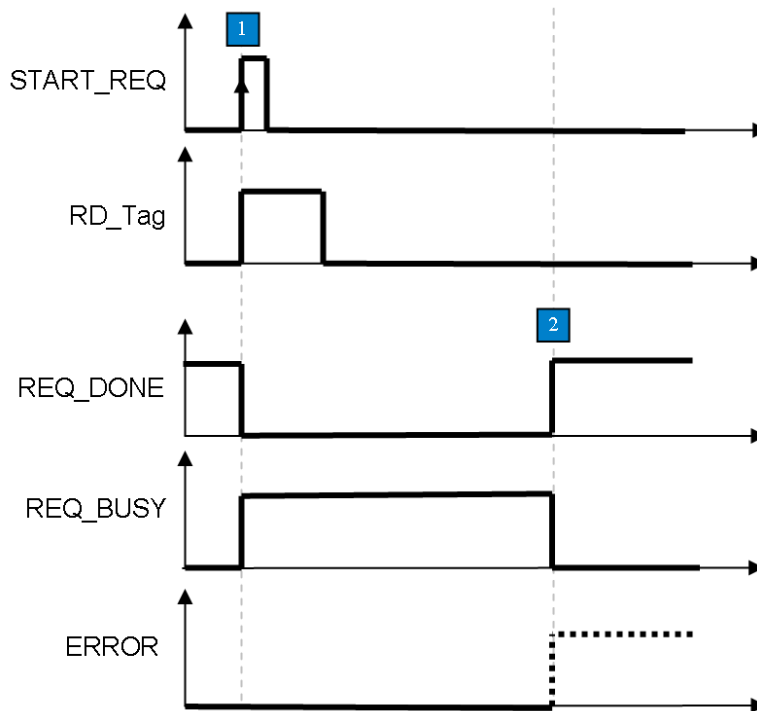 1
START_REQ
RD_Tag
2
REQ_DONE
REQ_BUSY
ERROR